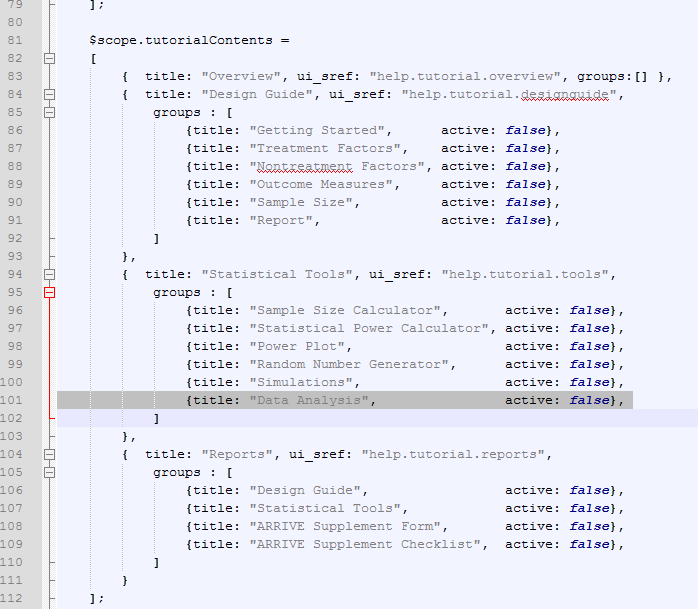 79 ];
80
81 $scope.tutorialContents =
82 [
83 { title: "Overview", ui_sref: "help.tutorial.overview", groups:[] },
84 { title: "Design Guide", ui_sref: "help.tutorial.designguide",
85 groups : [
86 {title: "Getting Started", active: false},
87 {title: "Treatment Factors", active: false},
88 {title: "Nontreatment Factors", active: false},
89 {title: "Outcome Measures", active: false},
90 {title: "Sample Size", active: false},
91 {title: "Report", active: false},
92 ]
93 },
94 { title: "Statistical Tools", ui_sref: "help.tutorial.tools",
95 groups : [
96 {title: "Sample Size Calculator", active: false},
97 {title: "Statistical Power Calculator", active: false},
98 {title: "Power Plot", active: false},
99 {title: "Random Number Generator", active: false},
100 {title: "Simulations", active: false},
101 {title: "Data Analysis", active: false},
102 ]
103 },
104 { title: "Reports", ui_sref: "help.tutorial.reports",
105 groups : [
106 {title: "Design Guide", active: false},
107 {title: "Statistical Tools", active: false},
108 {title: "ARRIVE Supplement Form", active: false},
109 {title: "ARRIVE Supplement Checklist", active: false},
110 ]
111 }
112 ];